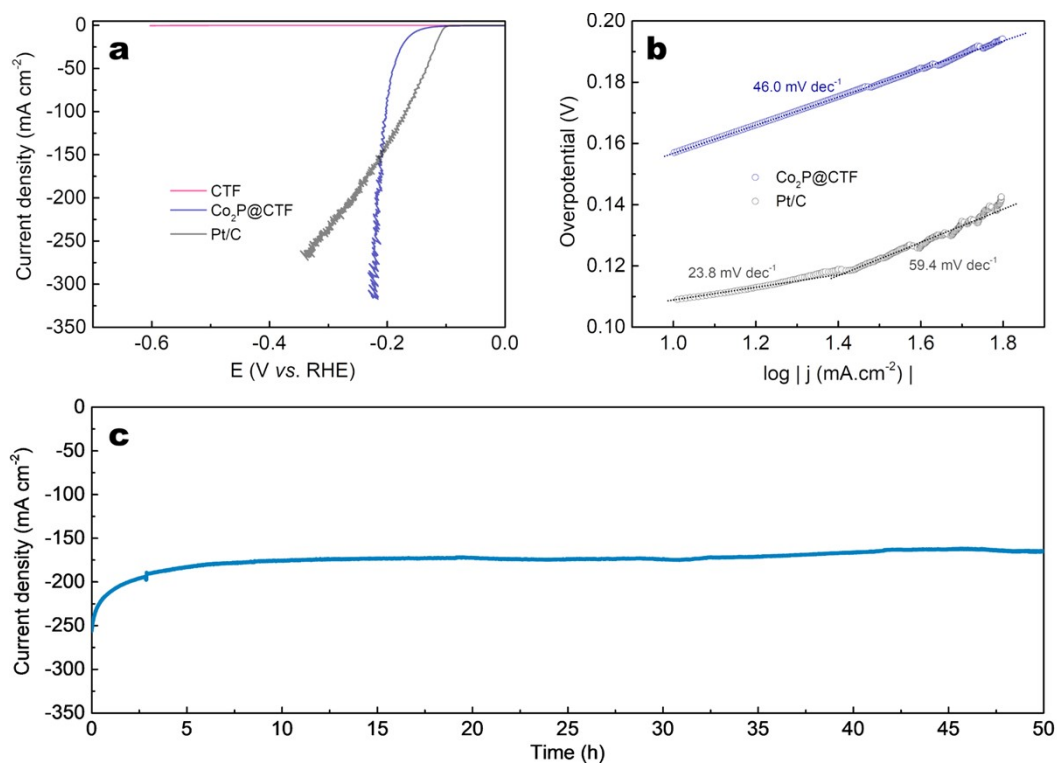 a
0
-50
-100
-150
-200
-250
-300
-350
Current density (mA cm⁻²)
CTF
Co₂P@CTF
Pt/C
-0.6
-0.4
-0.2
0.0
E (V vs. RHE)
b
0.20
0.18
0.16
0.14
0.12
0.10
Overpotential (V)
46.0 mV dec⁻¹
Co₂P@CTF
Pt/C
23.8 mV dec⁻¹
59.4 mV dec⁻¹
1.0
1.2
1.4
1.6
1.8
log | j (mA.cm⁻²) |
c
0
-50
-100
-150
-200
-250
-300
-350
Current density (mA cm⁻²)
0
5
10
15
20
25
30
35
40
45
50
Time (h)